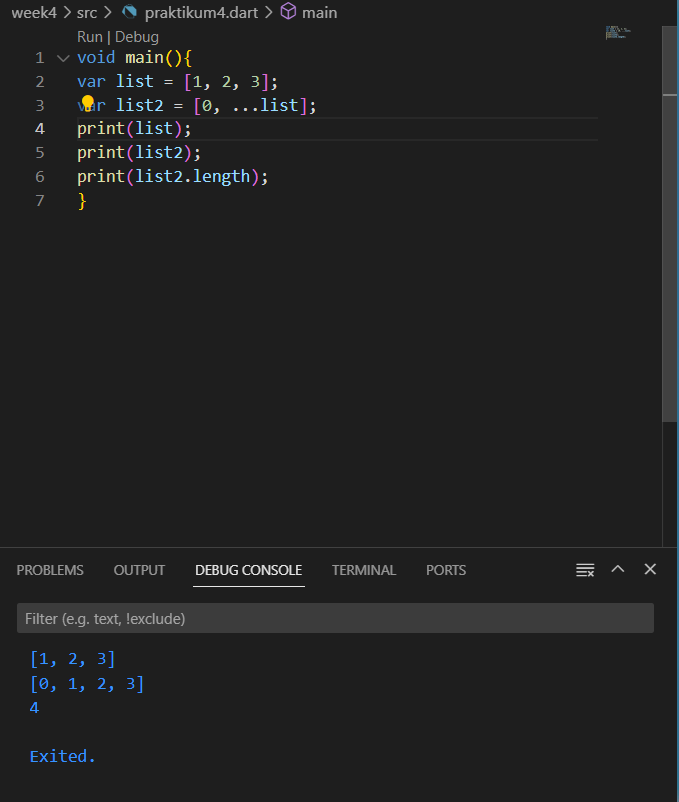 week4 > src > praktikum4.dart > main
Run | Debug
1 void main(){
2 var list = [1, 2, 3];
3 var list2 = [0, ...list];
4 print(list);
5 print(list2);
6 print(list2.length);
7 }
PROBLEMS OUTPUT DEBUG CONSOLE TERMINAL PORTS
Filter (e.g. text, !exclude)
[1, 2, 3]
[0, 1, 2, 3]
4
Exited.